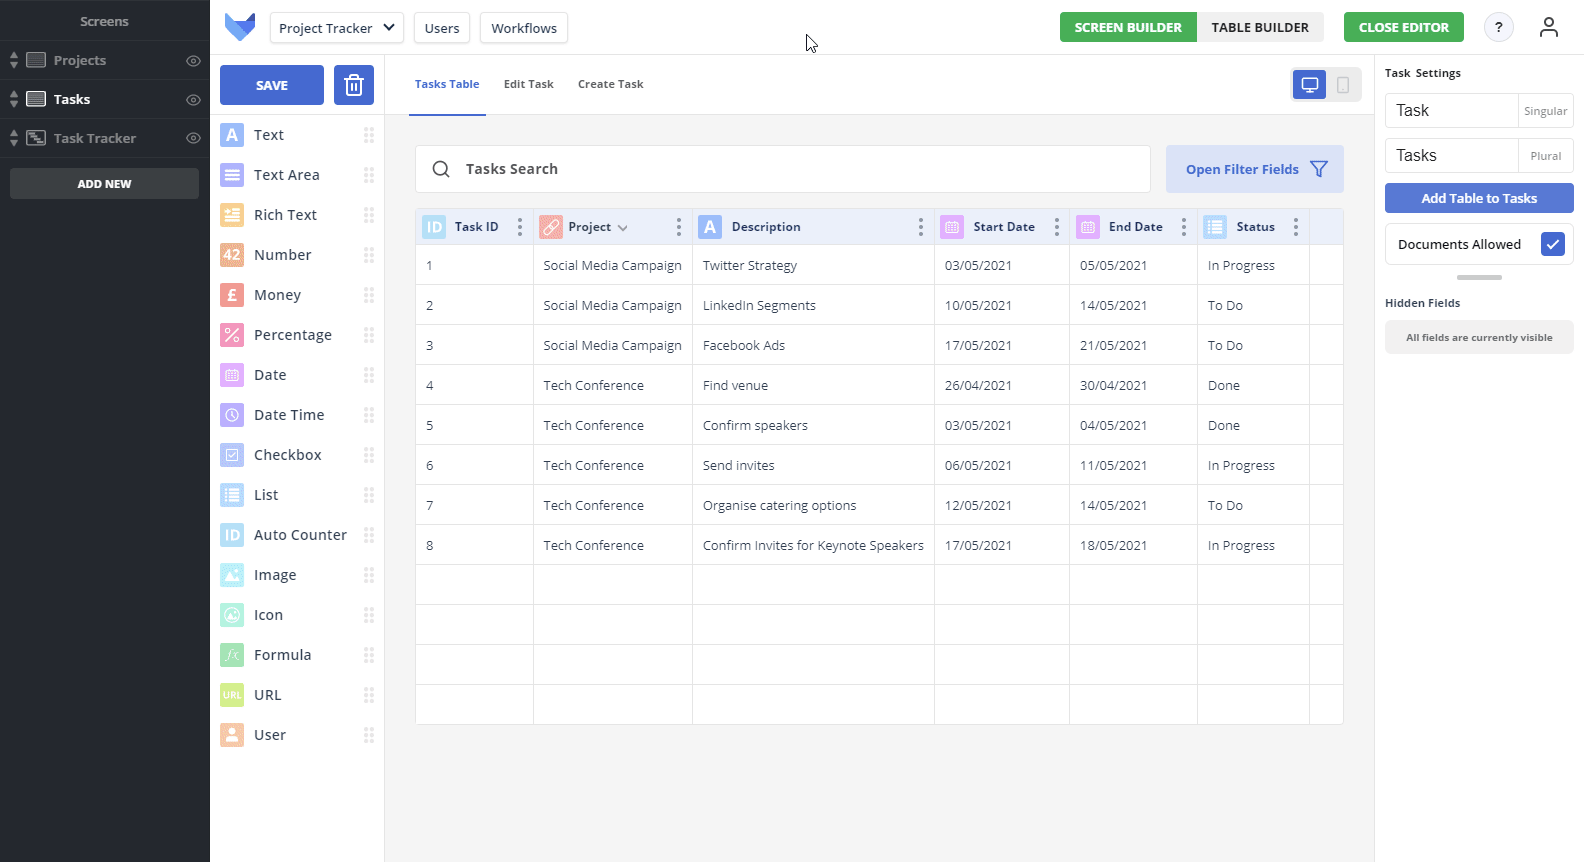 Screens
Projects
Tasks
Task Tracker
ADD NEW
Project Tracker
Users
Workflows
SCREEN BUILDER
TABLE BUILDER
CLOSE EDITOR
?
SAVE
Tasks Table
Edit Task
Create Task
A Text
Text Area
Rich Text
42 Number
£ Money
% Percentage
Date
Date Time
Checkbox
List
ID Auto Counter
Image
Icon
fx Formula
URL URL
User
Tasks Search
Open Filter Fields
ID Task ID Project A Description Start Date End Date Status
1 Social Media Campaign Twitter Strategy 03/05/2021 05/05/2021 In Progress
2 Social Media Campaign LinkedIn Segments 10/05/2021 14/05/2021 To Do
3 Social Media Campaign Facebook Ads 17/05/2021 21/05/2021 To Do
4 Tech Conference Find venue 26/04/2021 30/04/2021 Done
5 Tech Conference Confirm speakers 03/05/2021 04/05/2021 Done
6 Tech Conference Send invites 06/05/2021 11/05/2021 In Progress
7 Tech Conference Organise catering options 12/05/2021 14/05/2021 To Do
8 Tech Conference Confirm Invites for Keynote Speakers 17/05/2021 18/05/2021 In Progress
Task Settings
Task Singular
Tasks Plural
Add Table to Tasks
Documents Allowed
Hidden Fields
All fields are currently visible